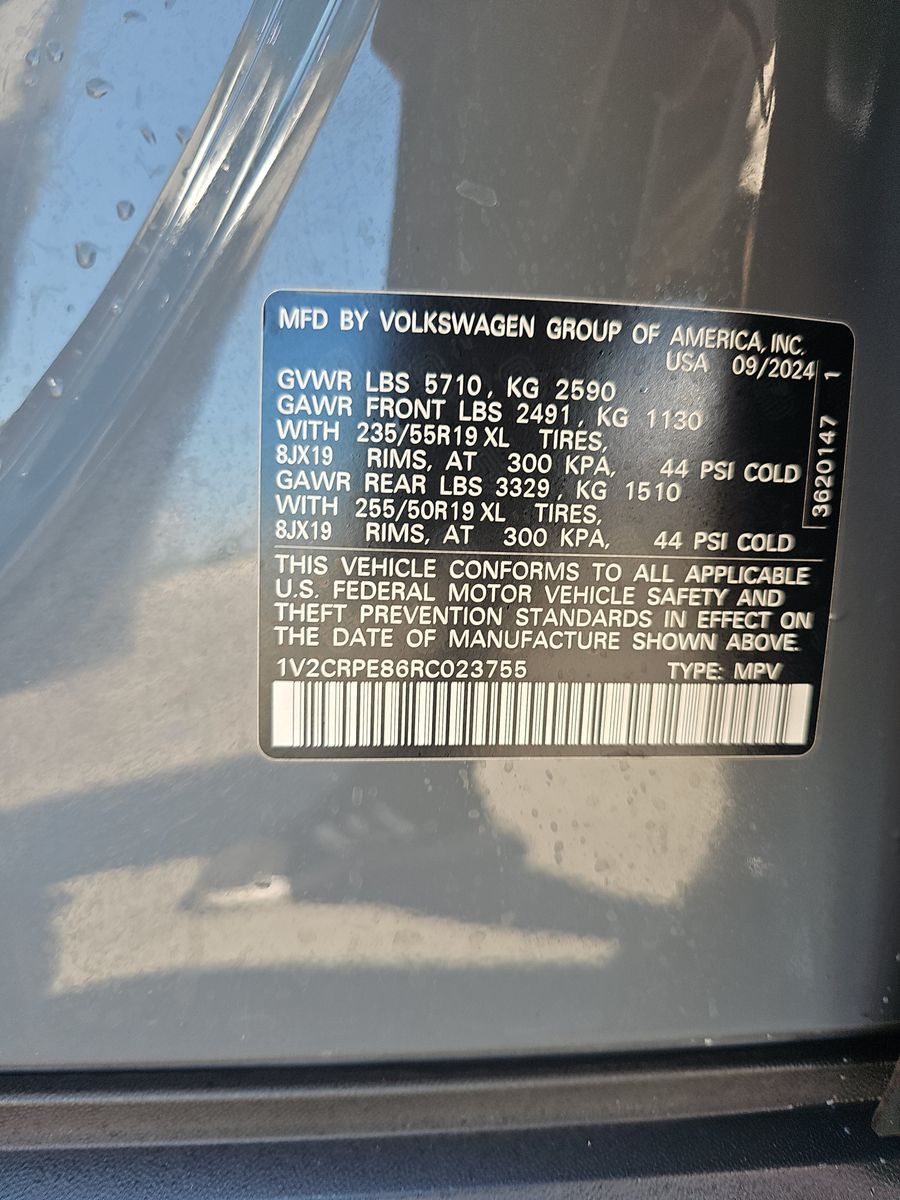 MFD BY VOLKSWAGEN GROUP OF AMERICA, INC.
USA 09/2024
GVWR LBS 5710, KG 2590
GAWR FRONT LBS 2491, KG 1130
WITH 235/55R19 XL TIRES,
8JX19 RIMS, AT 300 KPA, 44 PSI COLD
GAWR REAR LBS 3329, KG 1510
WITH 255/50R19 XL TIRES,
8JX19 RIMS, AT 300 KPA, 44 PSI COLD
3620147 1
THIS VEHICLE CONFORMS TO ALL APPLICABLE
U.S. FEDERAL MOTOR VEHICLE SAFETY AND
THEFT PREVENTION STANDARDS IN EFFECT ON
THE DATE OF MANUFACTURE SHOWN ABOVE.
1V2CRPE86RC023755 TYPE: MPV